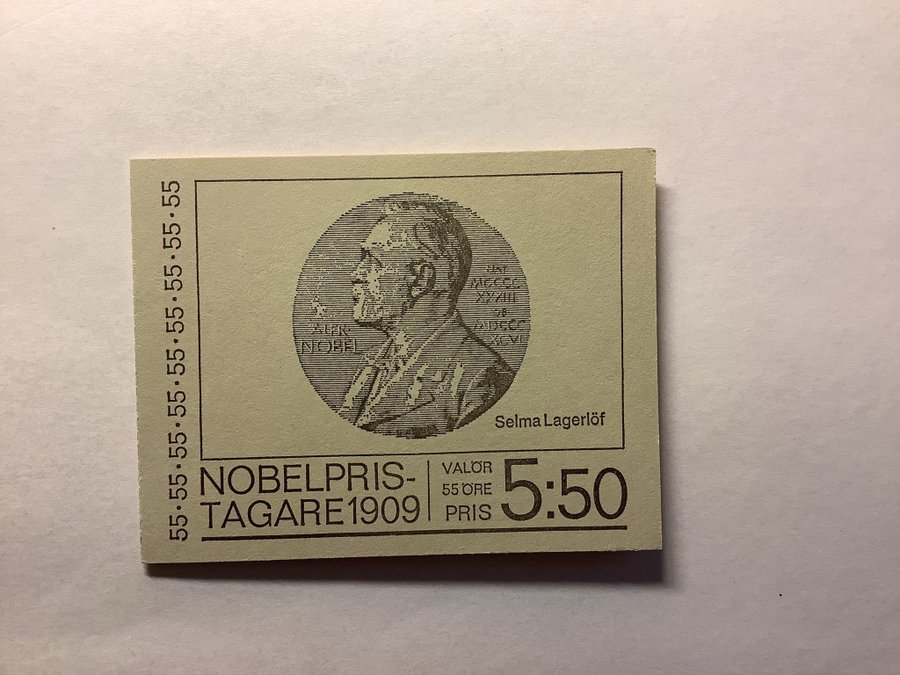 55·55·55·55·55·55·55·55·55
ALFR.
NOBEL
NAT
MDCCC
XXXIII
OB
MDCCC
XCVI
Selma Lagerlöf
NOBELPRIS-
TAGARE 1909
VALÖR
55 ÖRE
PRIS
5:50